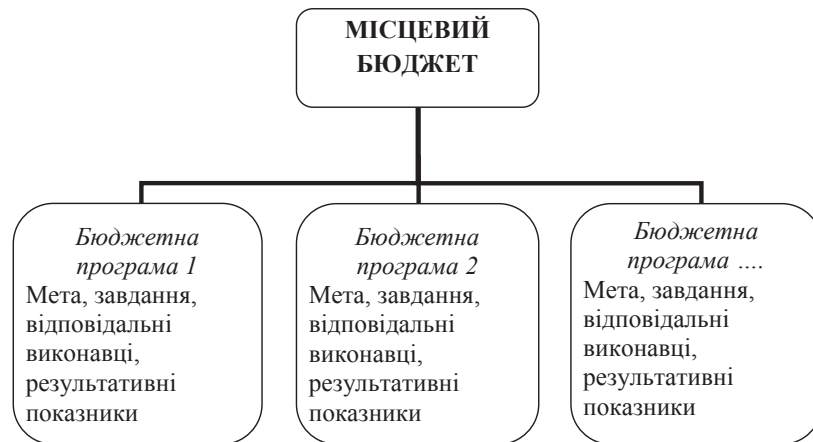 МІСЦЕВИЙ
БЮДЖЕТ
Бюджетна
програма 1
Мета, завдання,
відповідальні
виконавці,
результативні
показники
Бюджетна
програма 2
Мета, завдання,
відповідальні
виконавці,
результативні
показники
Бюджетна
програма ….
Мета, завдання,
відповідальні
виконавці,
результативні
показники